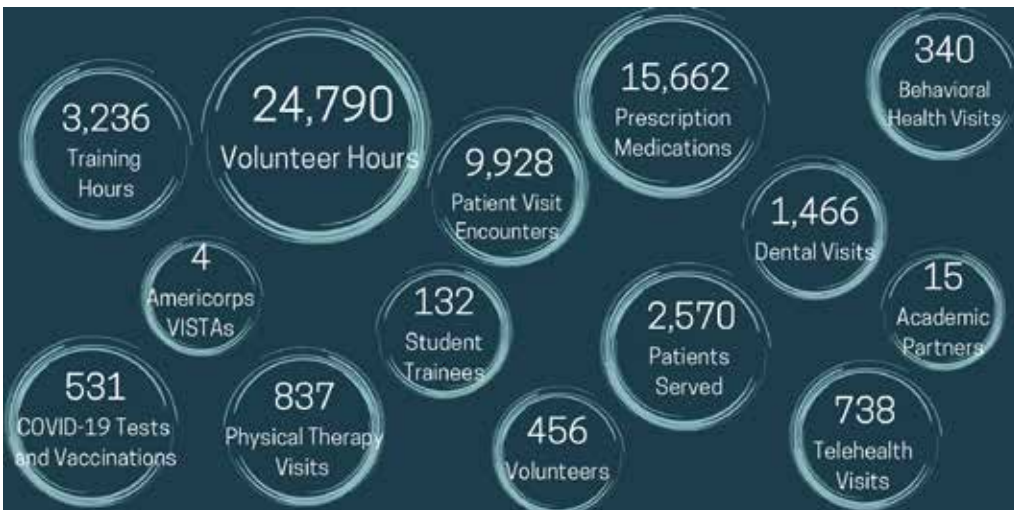 3,236
Training
Hours
24,790
Volunteer Hours
9,928
Patient Visit
Encounters
15,662
Prescription
Medications
340
Behavioral
Health Visits
1,466
Dental Visits
4
Americorps
VISTAs
132
Student
Trainees
2,570
Patients
Served
15
Academic
Partners
531
COVID-19 Tests
and Vaccinations
837
Physical Therapy
Visits
456
Volunteers
738
Telehealth
Visits